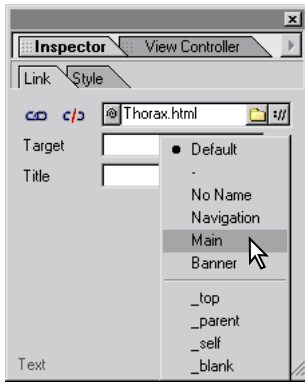 Inspector View Controller
Link Style
Thorax.html ://
Target
Title
Default
-
No Name
Navigation
Main
Banner
_top
_parent
_self
_blank
Text